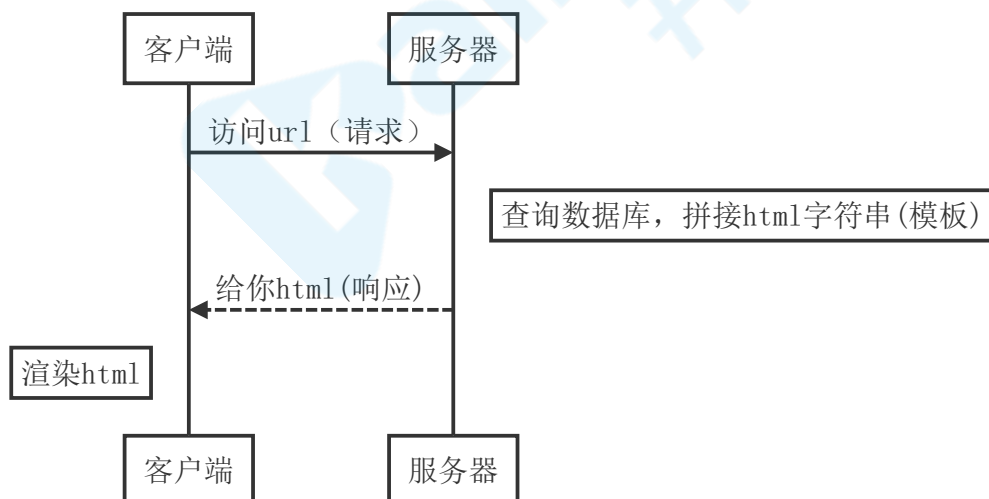 客户端
服务器
访问url（请求）
查询数据库，拼接html字符串(模板)
给你html(响应)
渲染html
客户端
服务器